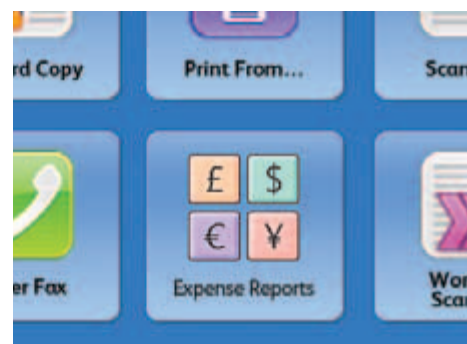 rd Copy
Print From...
Scan
er Fax
£ $
€ ¥
Expense Reports
Wor
Scan